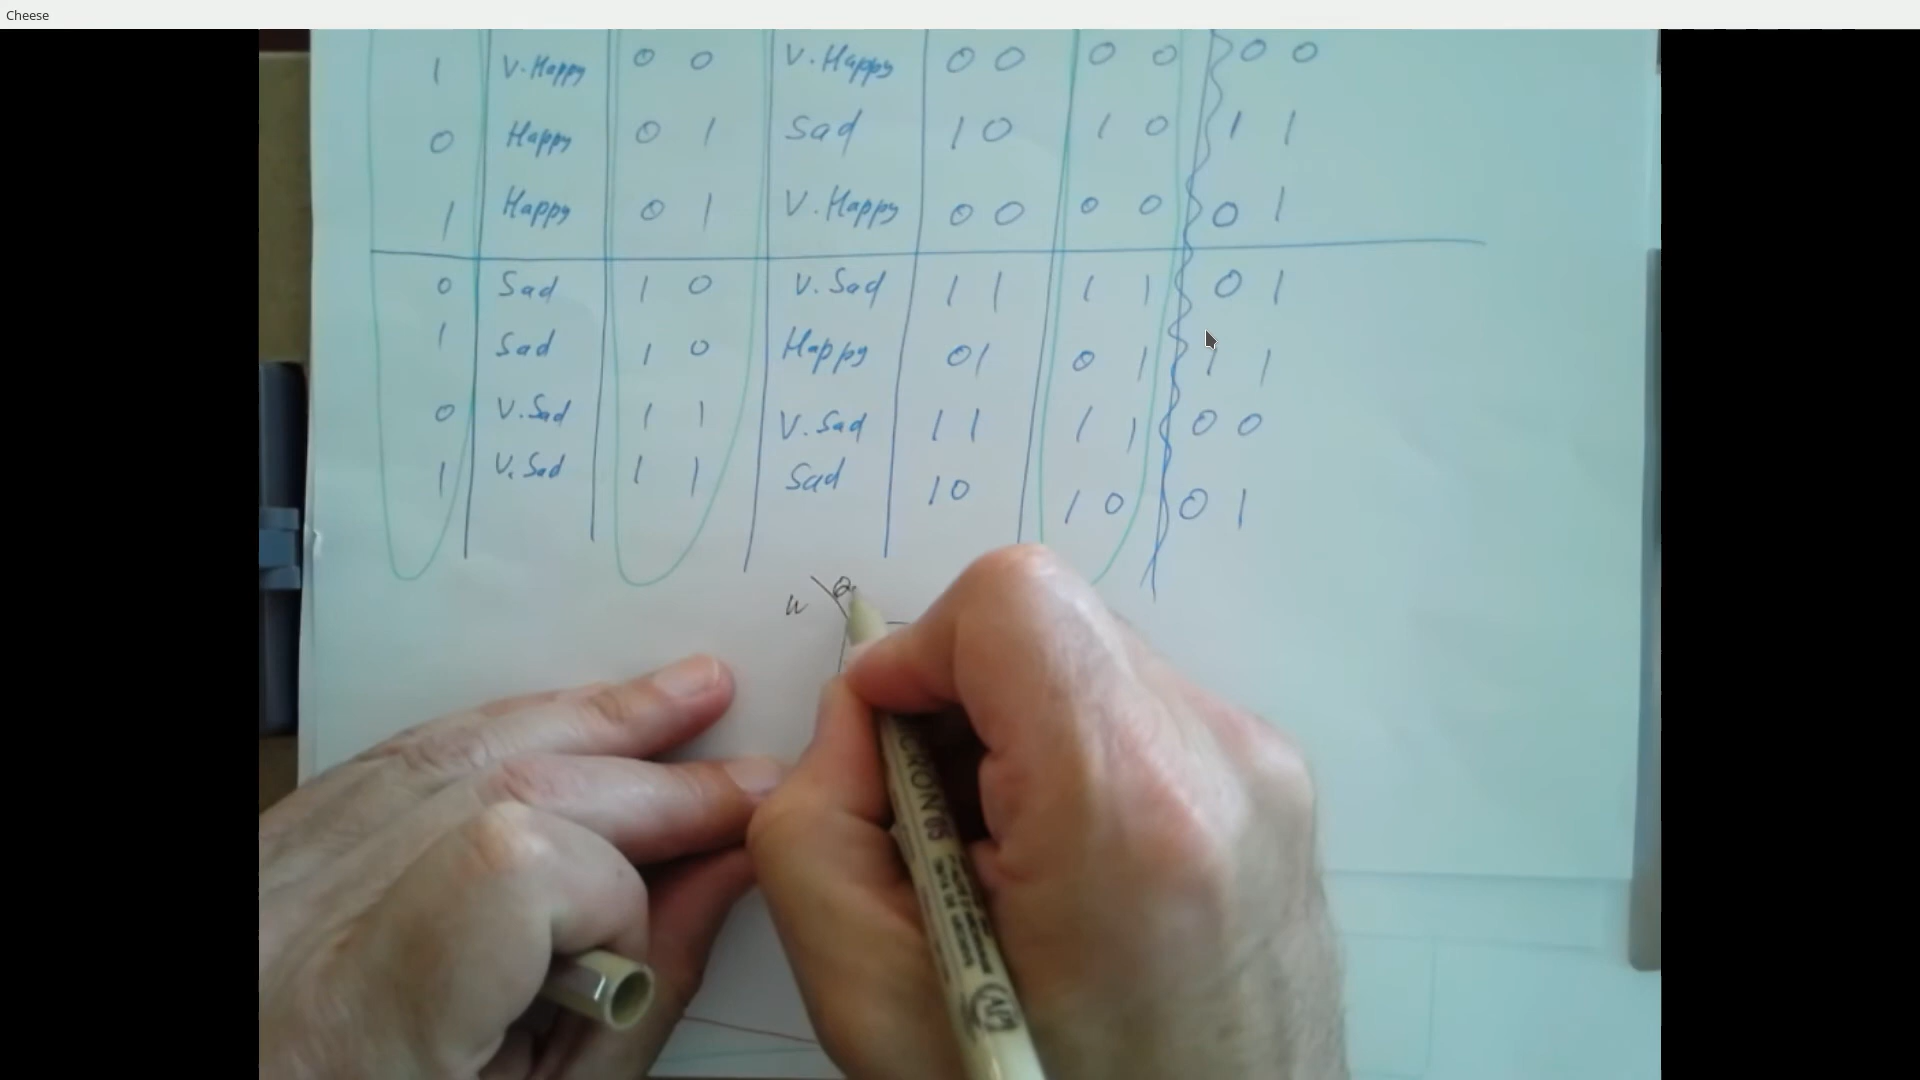 Cheese
1 V.Happy 0 0 V.Happy 0 0 0 0 0 0
0 Happy 0 1 Sad 1 0 1 0 1 1
1 Happy 0 1 V.Happy 0 0 0 0 0 1
0 Sad 1 0 V.Sad 1 1 1 1 0 1
1 Sad 1 0 Happy 0 1 0 1 1 1
0 V.Sad 1 1 V.Sad 1 1 1 1 0 0
1 V.Sad 1 1 Sad 1 0 1 0 0 1
u Q
CRON 05